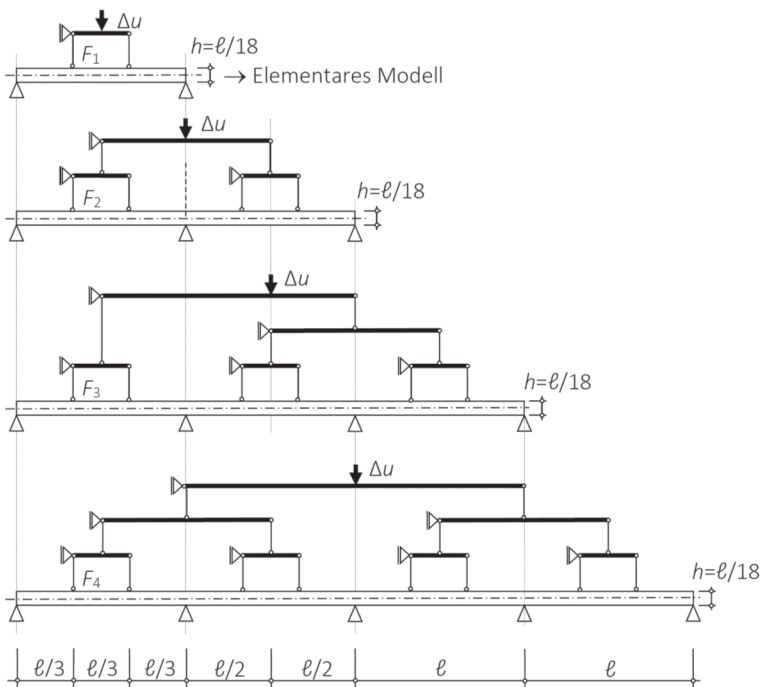 Δu
F₁
h=ℓ/18
→ Elementares Modell
Δu
F₂
h=ℓ/18
Δu
F₃
h=ℓ/18
Δu
F₄
h=ℓ/18
ℓ/3 ℓ/3 ℓ/3 ℓ/2 ℓ/2 ℓ ℓ